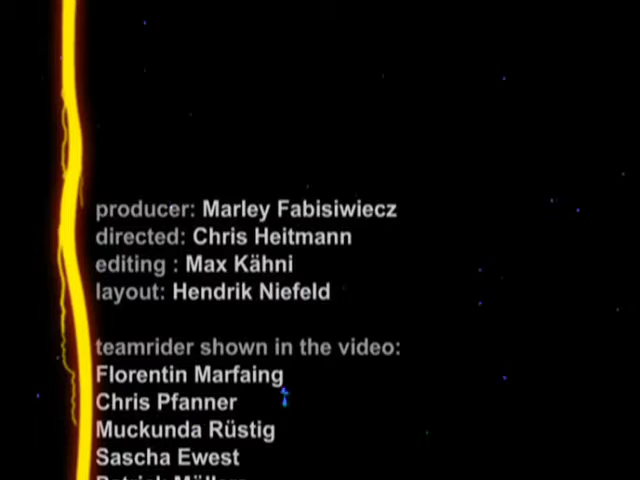 producer: Marley Fabisiwiecz
directed: Chris Heitmann
editing : Max Kähni
layout: Hendrik Niefeld
teamrider shown in the video:
Florentin Marfaing
Chris Pfanner
Muckunda Rüstig
Sascha Ewest